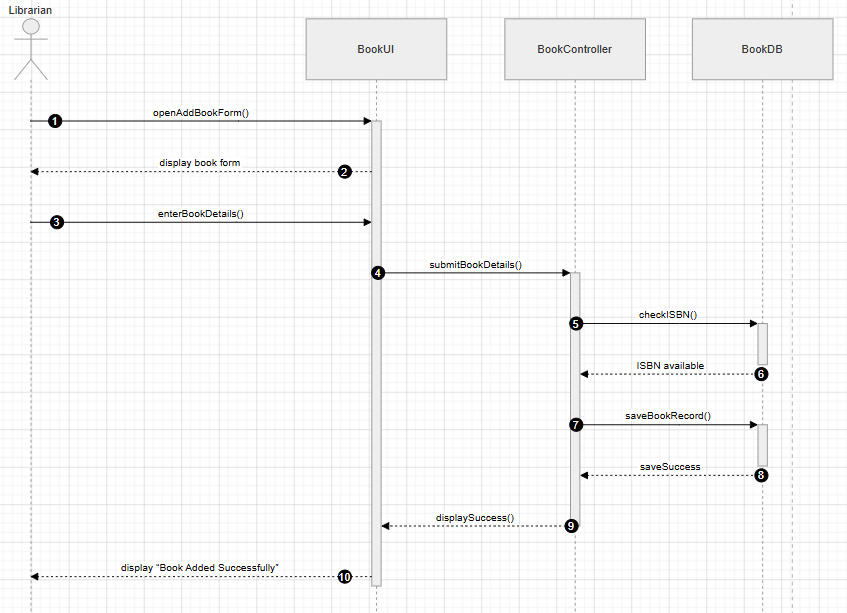 Librarian
BookUI
BookController
BookDB
1
openAddBookForm()
display book form
2
3
enterBookDetails()
4
submitBookDetails()
5
checkISBN()
ISBN available
6
7
saveBookRecord()
saveSuccess
8
displaySuccess()
9
display "Book Added Successfully"
10